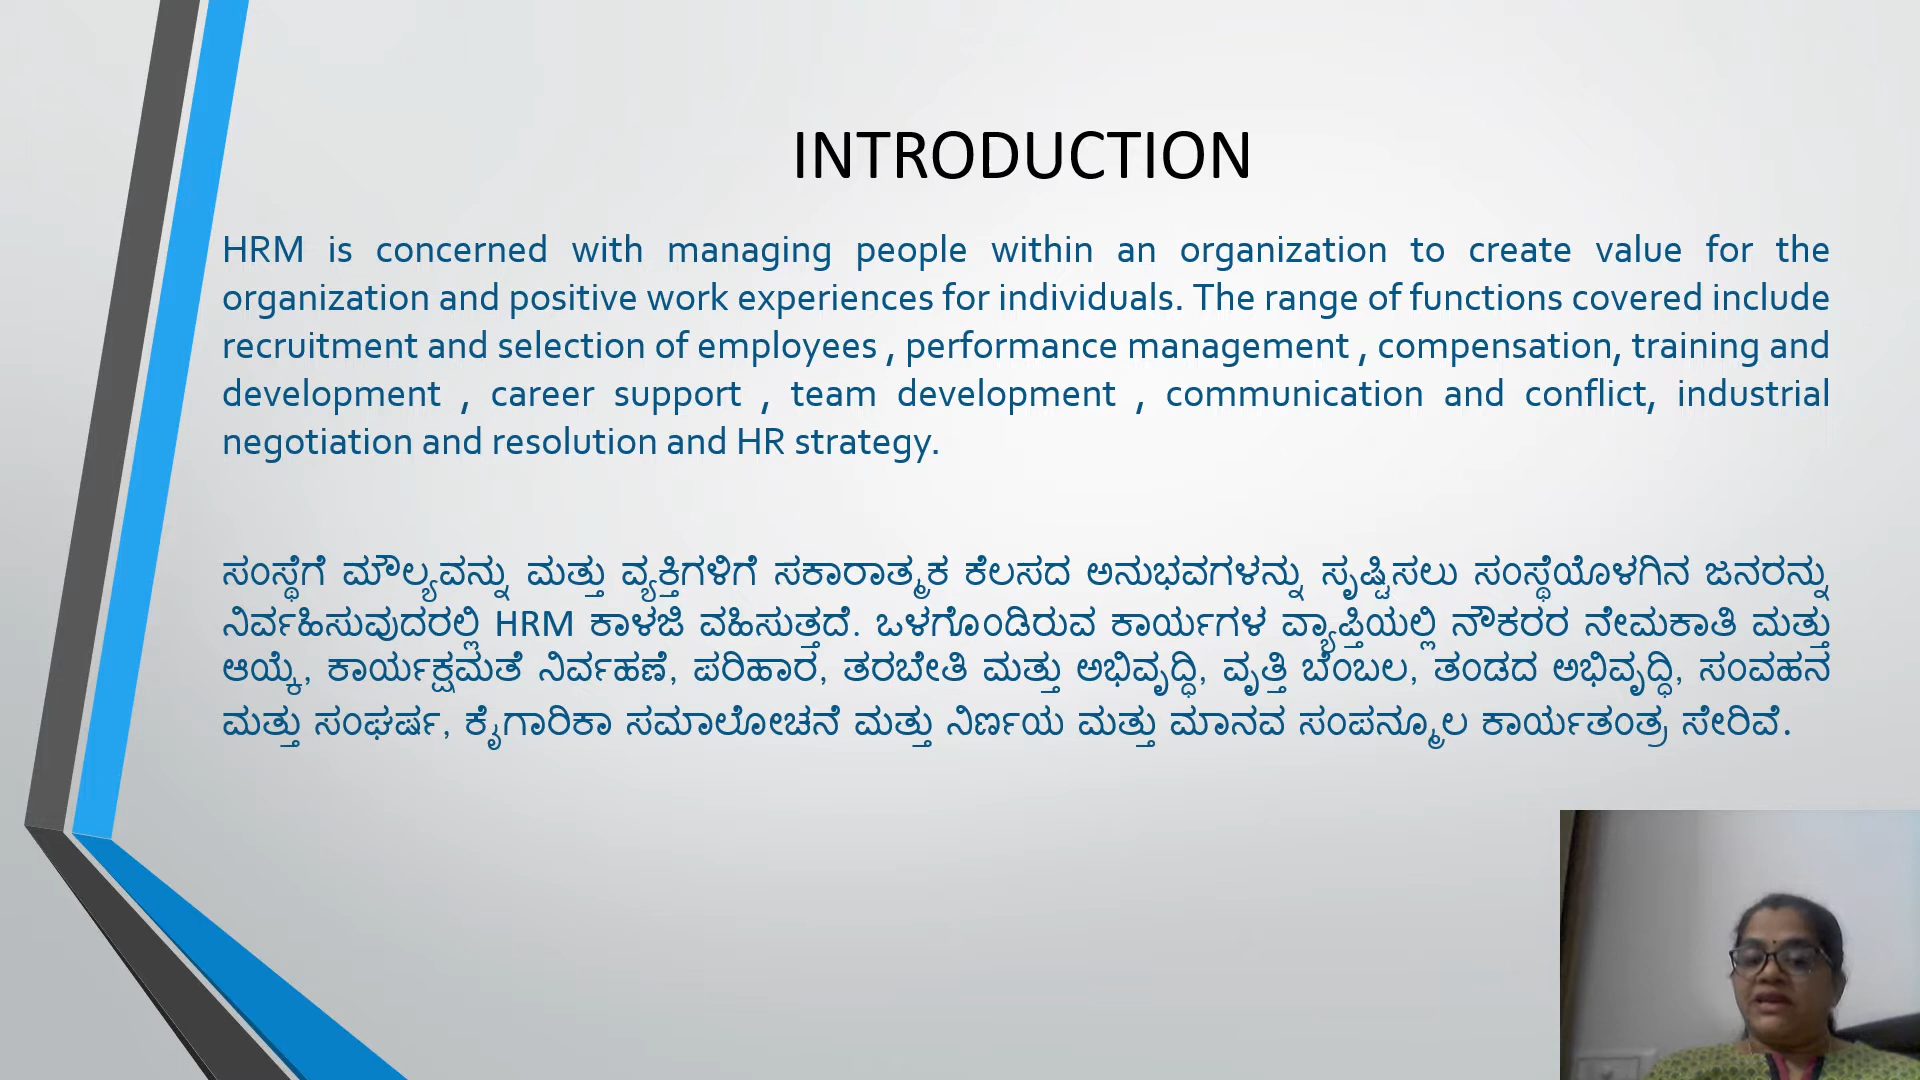 INTRODUCTION
HRM is concerned with managing people within an organization to create value for the
organization and positive work experiences for individuals. The range of functions covered include
recruitment and selection of employees , performance management , compensation, training and
development , career support , team development , communication and conflict, industrial
negotiation and resolution and HR strategy.
ಸಂಸ್ಥೆಗೆ ಮೌಲ್ಯವನ್ನು ಮತ್ತು ವ್ಯಕ್ತಿಗಳಿಗೆ ಸಕಾರಾತ್ಮಕ ಕೆಲಸದ ಅನುಭವಗಳನ್ನು ಸೃಷ್ಟಿಸಲು ಸಂಸ್ಥೆಯೊಳಗಿನ ಜನರನ್ನು
ನಿರ್ವಹಿಸುವುದರಲ್ಲಿ HRM ಕಾಳಜಿ ವಹಿಸುತ್ತದೆ. ಒಳಗೊಂಡಿರುವ ಕಾರ್ಯಗಳ ವ್ಯಾಪ್ತಿಯಲ್ಲಿ ನೌಕರರ ನೇಮಕಾತಿ ಮತ್ತು
ಆಯ್ಕೆ, ಕಾರ್ಯಕ್ಷಮತೆ ನಿರ್ವಹಣೆ, ಪರಿಹಾರ, ತರಬೇತಿ ಮತ್ತು ಅಭಿವೃದ್ಧಿ, ವೃತ್ತಿ ಬೆಂಬಲ, ತಂಡದ ಅಭಿವೃದ್ಧಿ, ಸಂವಹನ
ಮತ್ತು ಸಂಘರ್ಷ, ಕೈಗಾರಿಕಾ ಸಮಾಲೋಚನೆ ಮತ್ತು ನಿರ್ಣಯ ಮತ್ತು ಮಾನವ ಸಂಪನ್ಮೂಲ ಕಾರ್ಯತಂತ್ರ ಸೇರಿವೆ.